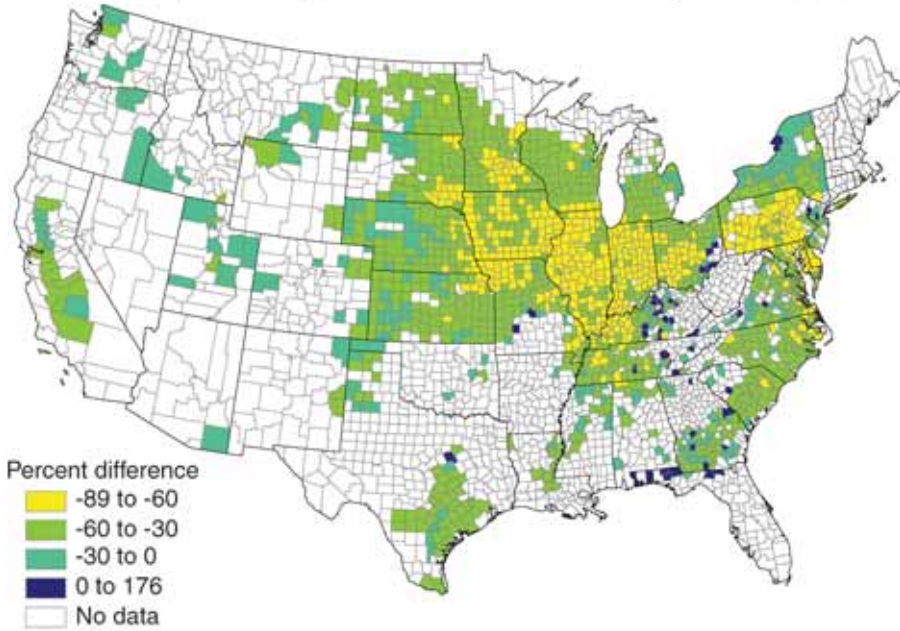 Percent difference
-89 to -60
-60 to -30
-30 to 0
0 to 176
No data